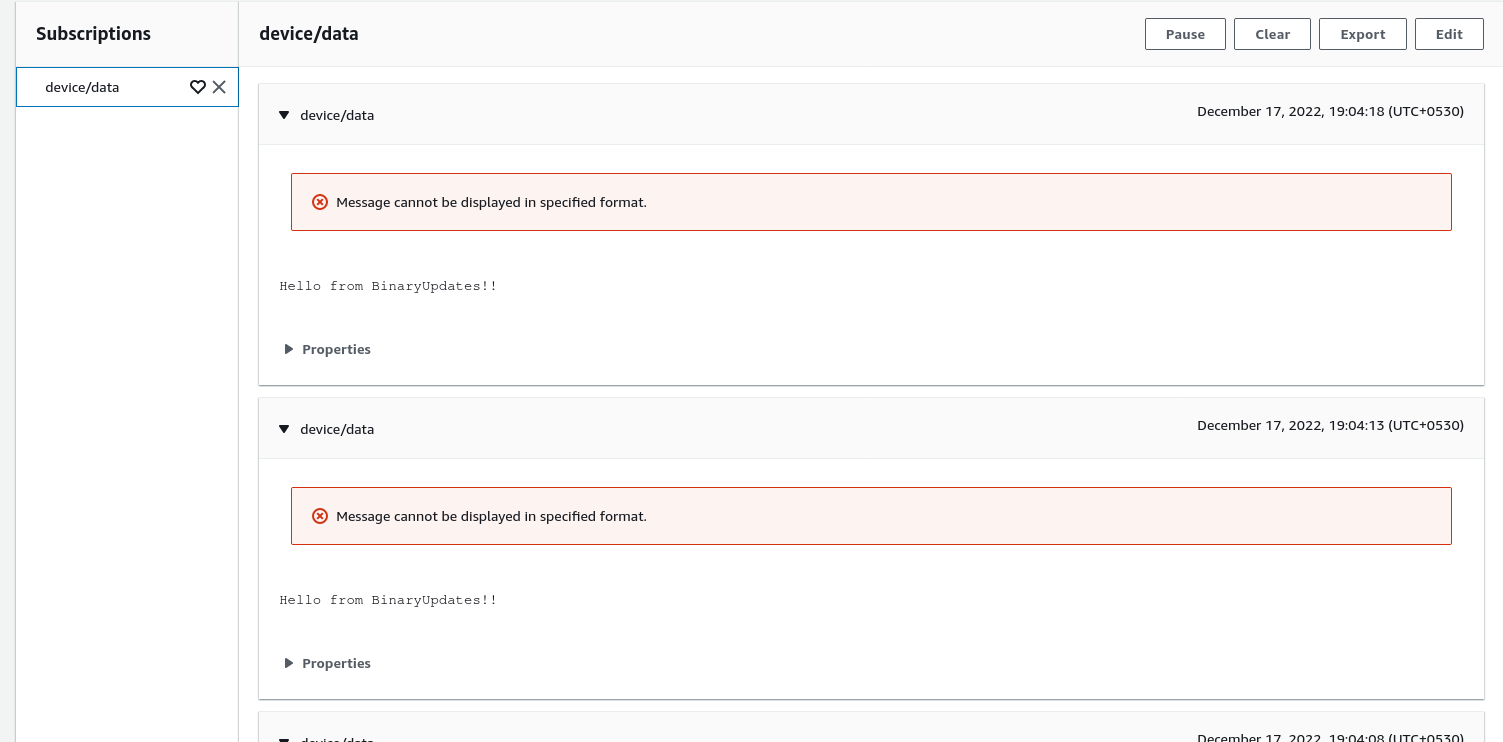 Subscriptions
device/data
Pause Clear Export Edit
device/data
device/data December 17, 2022, 19:04:18 (UTC+0530)
Message cannot be displayed in specified format.
Hello from BinaryUpdates!!
Properties
device/data December 17, 2022, 19:04:13 (UTC+0530)
Message cannot be displayed in specified format.
Hello from BinaryUpdates!!
Properties
device/data December 17, 2022, 19:04:08 (UTC+0530)